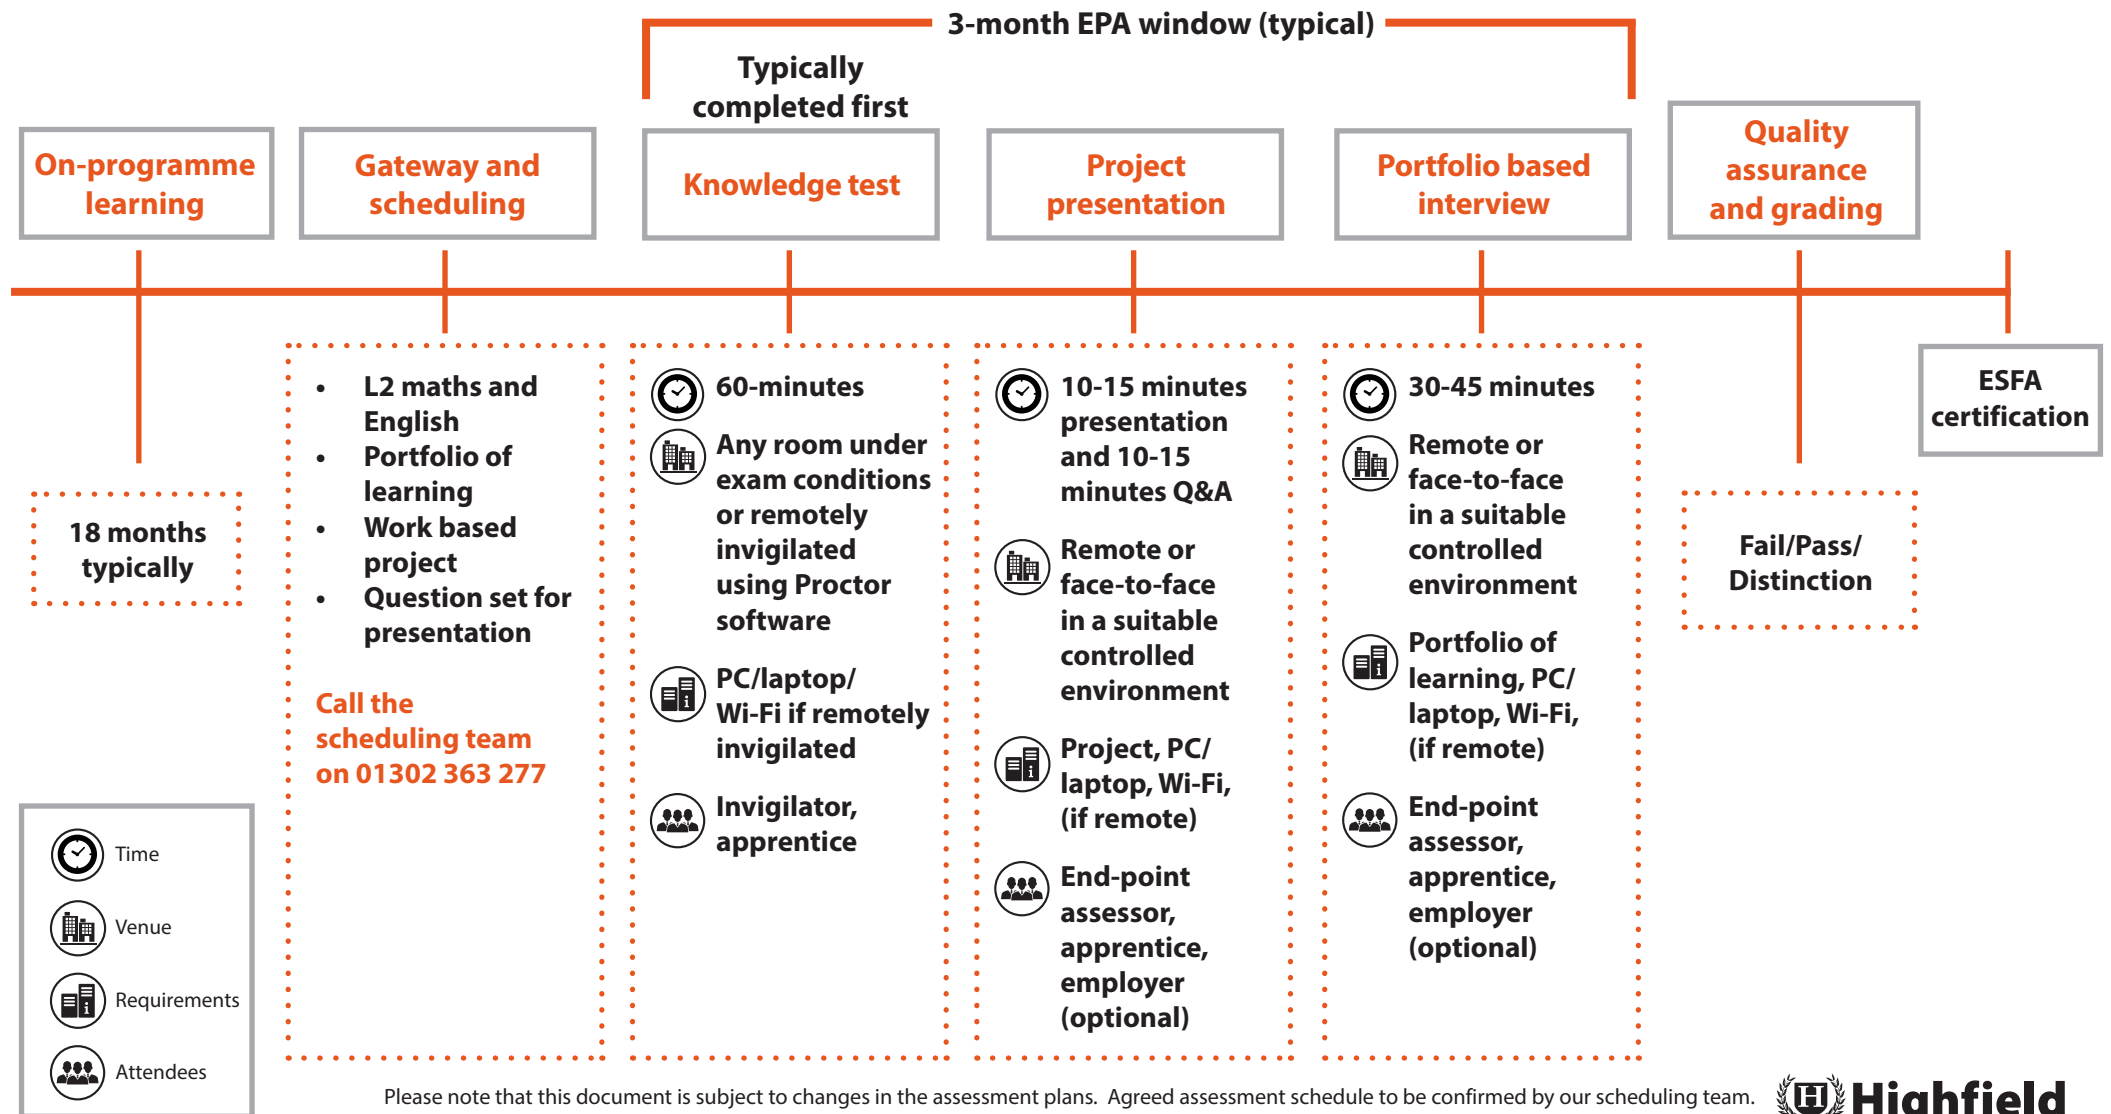 3-month EPA window (typical)
Typically
completed first
On-programme
learning
Gateway and
scheduling
Knowledge test
Project
presentation
Portfolio based
interview
Quality
assurance
and grading
18 months
typically
• L2 maths and
English
• Portfolio of
learning
• Work based
project
• Question set for
presentation
Call the
scheduling team
on 01302 363 277
60-minutes
Any room under
exam conditions
or remotely
invigilated
using Proctor
software
PC/laptop/
Wi-Fi if remotely
invigilated
Invigilator,
apprentice
10-15 minutes
presentation
and 10-15
minutes Q&A
Remote or
face-to-face
in a suitable
controlled
environment
Project, PC/
laptop, Wi-Fi,
(if remote)
End-point
assessor,
apprentice,
employer
(optional)
30-45 minutes
Remote or
face-to-face
in a suitable
controlled
environment
Portfolio of
learning, PC/
laptop, Wi-Fi,
(if remote)
End-point
assessor,
apprentice,
employer
(optional)
Fail/Pass/
Distinction
ESFA
certification
Time
Venue
Requirements
Attendees
Please note that this document is subject to changes in the assessment plans. Agreed assessment schedule to be confirmed by our scheduling team.
H Highfield